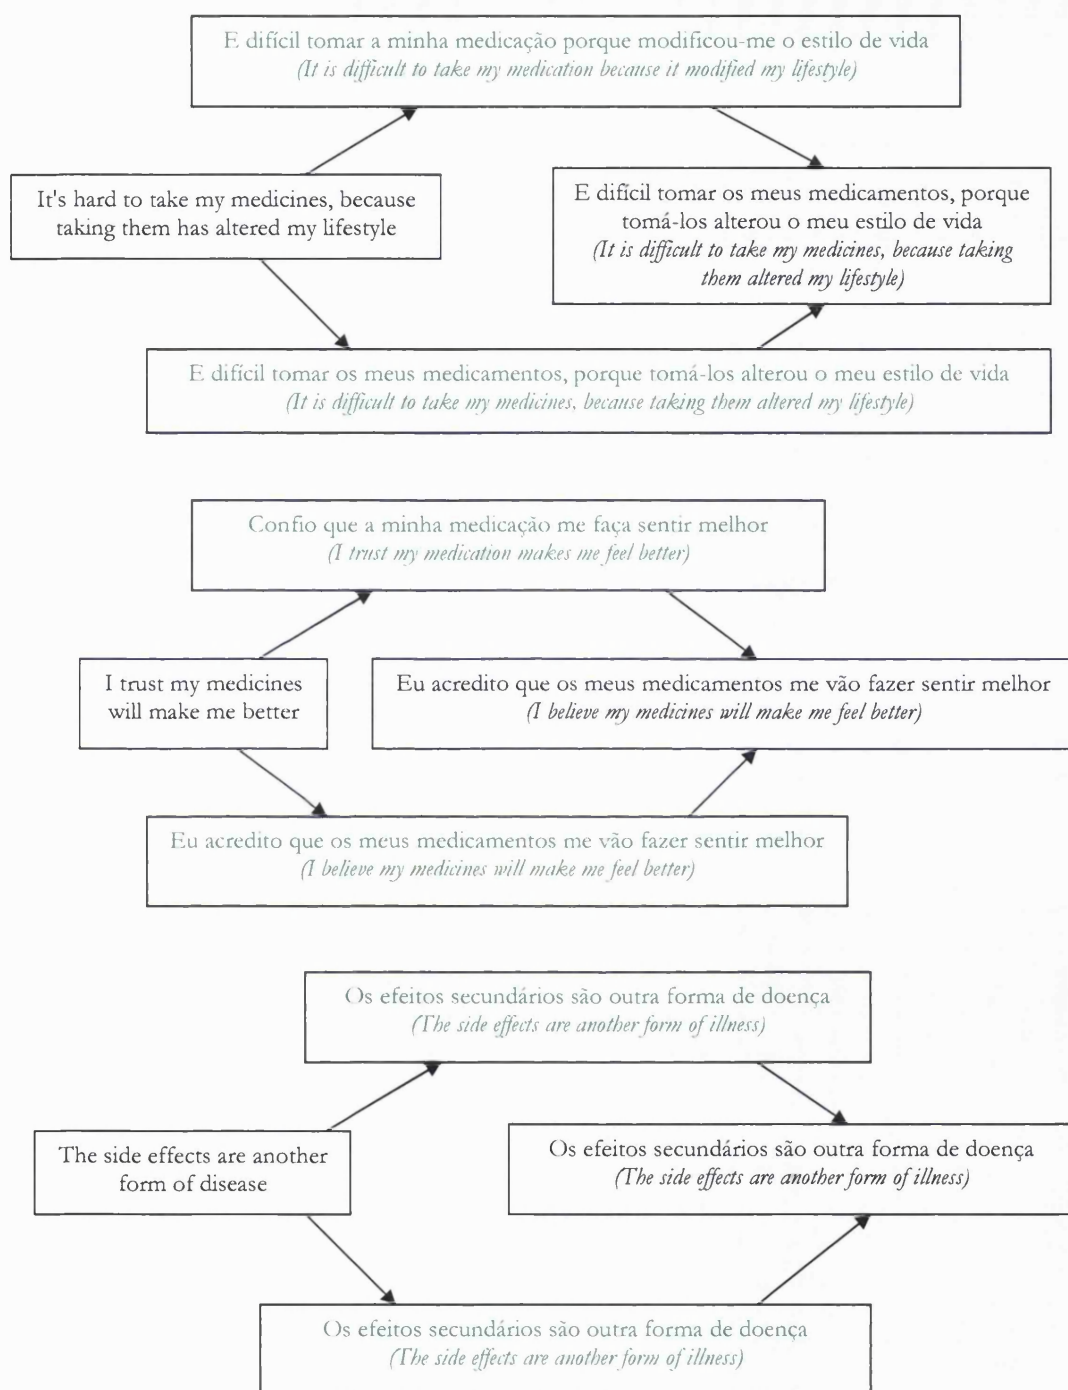 E difícil tomar a minha medicação porque modificou-me o estilo de vida
(It is difficult to take my medication because it modified my lifestyle)
It's hard to take my medicines, because
taking them has altered my lifestyle
E difícil tomar os meus medicamentos, porque
tomá-los alterou o meu estilo de vida
(It is difficult to take my medicines, because taking
them altered my lifestyle)
E difícil tomar os meus medicamentos, porque tomá-los alterou o meu estilo de vida
(It is difficult to take my medicines, because taking them altered my lifestyle)
Confio que a minha medicação me faça sentir melhor
(I trust my medication makes me feel better)
I trust my medicines
will make me better
Eu acredito que os meus medicamentos me vão fazer sentir melhor
(I believe my medicines will make me feel better)
Eu acredito que os meus medicamentos me vão fazer sentir melhor
(I believe my medicines will make me feel better)
Os efeitos secundários são outra forma de doença
(The side effects are another form of illness)
The side effects are another
form of disease
Os efeitos secundários são outra forma de doença
(The side effects are another form of illness)
Os efeitos secundários são outra forma de doença
(The side effects are another form of illness)